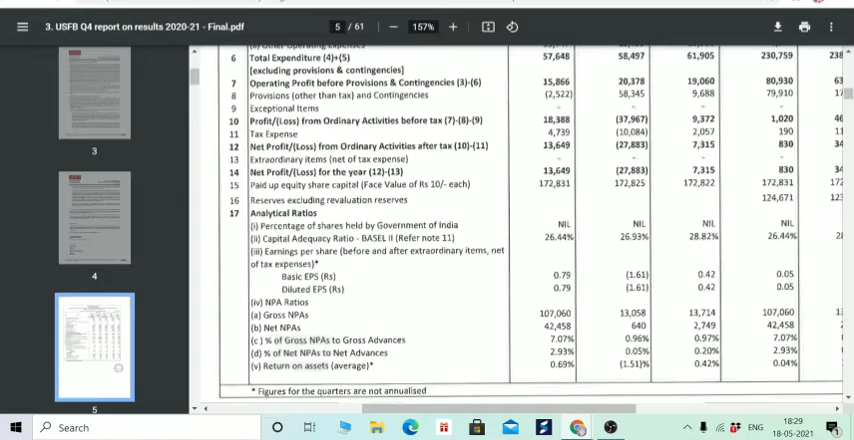 3. USFB Q4 report on results 2020-21 - Final.pdf 5 / 61 — 157% +
6 Total Expenditure (4)+(5) 57,648 58,497 61,905 230,759 238
[excluding provisions & contingencies]
7 Operating Profit before Provisions & Contingencies (3)-(6) 15,866 20,378 19,060 80,930 63
8 Provisions (other than tax) and Contingencies (2,522) 58,345 9,688 79,910 17
9 Exceptional Items - - - -
10 Profit/(Loss) from Ordinary Activities before tax (7)-(8)-(9) 18,388 (37,967) 9,372 1,020 46
11 Tax Expense 4,739 (10,084) 2,057 190 11
12 Net Profit/(Loss) from Ordinary Activities after tax (10)-(11) 13,649 (27,883) 7,315 830 34
13 Extraordinary items (net of tax expense) - - - -
14 Net Profit/(Loss) for the year (12)-(13) 13,649 (27,883) 7,315 830 34
15 Paid up equity share capital (Face Value of Rs 10/- each) 172,831 172,825 172,822 172,831 172
16 Reserves excluding revaluation reserves 124,671 123
17 Analytical Ratios
(i) Percentage of shares held by Government of India NIL NIL NIL NIL
(ii) Capital Adequacy Ratio - BASEL II (Refer note 11) 26.44% 26.93% 28.82% 26.44% 28
(iii) Earnings per share (before and after extraordinary items, net
of tax expenses)*
Basic EPS (Rs) 0.79 (1.61) 0.42 0.05
Diluted EPS (Rs) 0.79 (1.61) 0.42 0.05
(iv) NPA Ratios
(a) Gross NPAs 107,060 13,058 13,714 107,060 13
(b) Net NPAs 42,458 640 2,749 42,458
(c ) % of Gross NPAs to Gross Advances 7.07% 0.96% 0.97% 7.07%
(d) % of Net NPAs to Net Advances 2.93% 0.05% 0.20% 2.93%
(v) Return on assets (average)* 0.69% (1.51)% 0.42% 0.04%
* Figures for the quarters are not annualised
3
4
5
Search ENG 18:29
18-05-2021